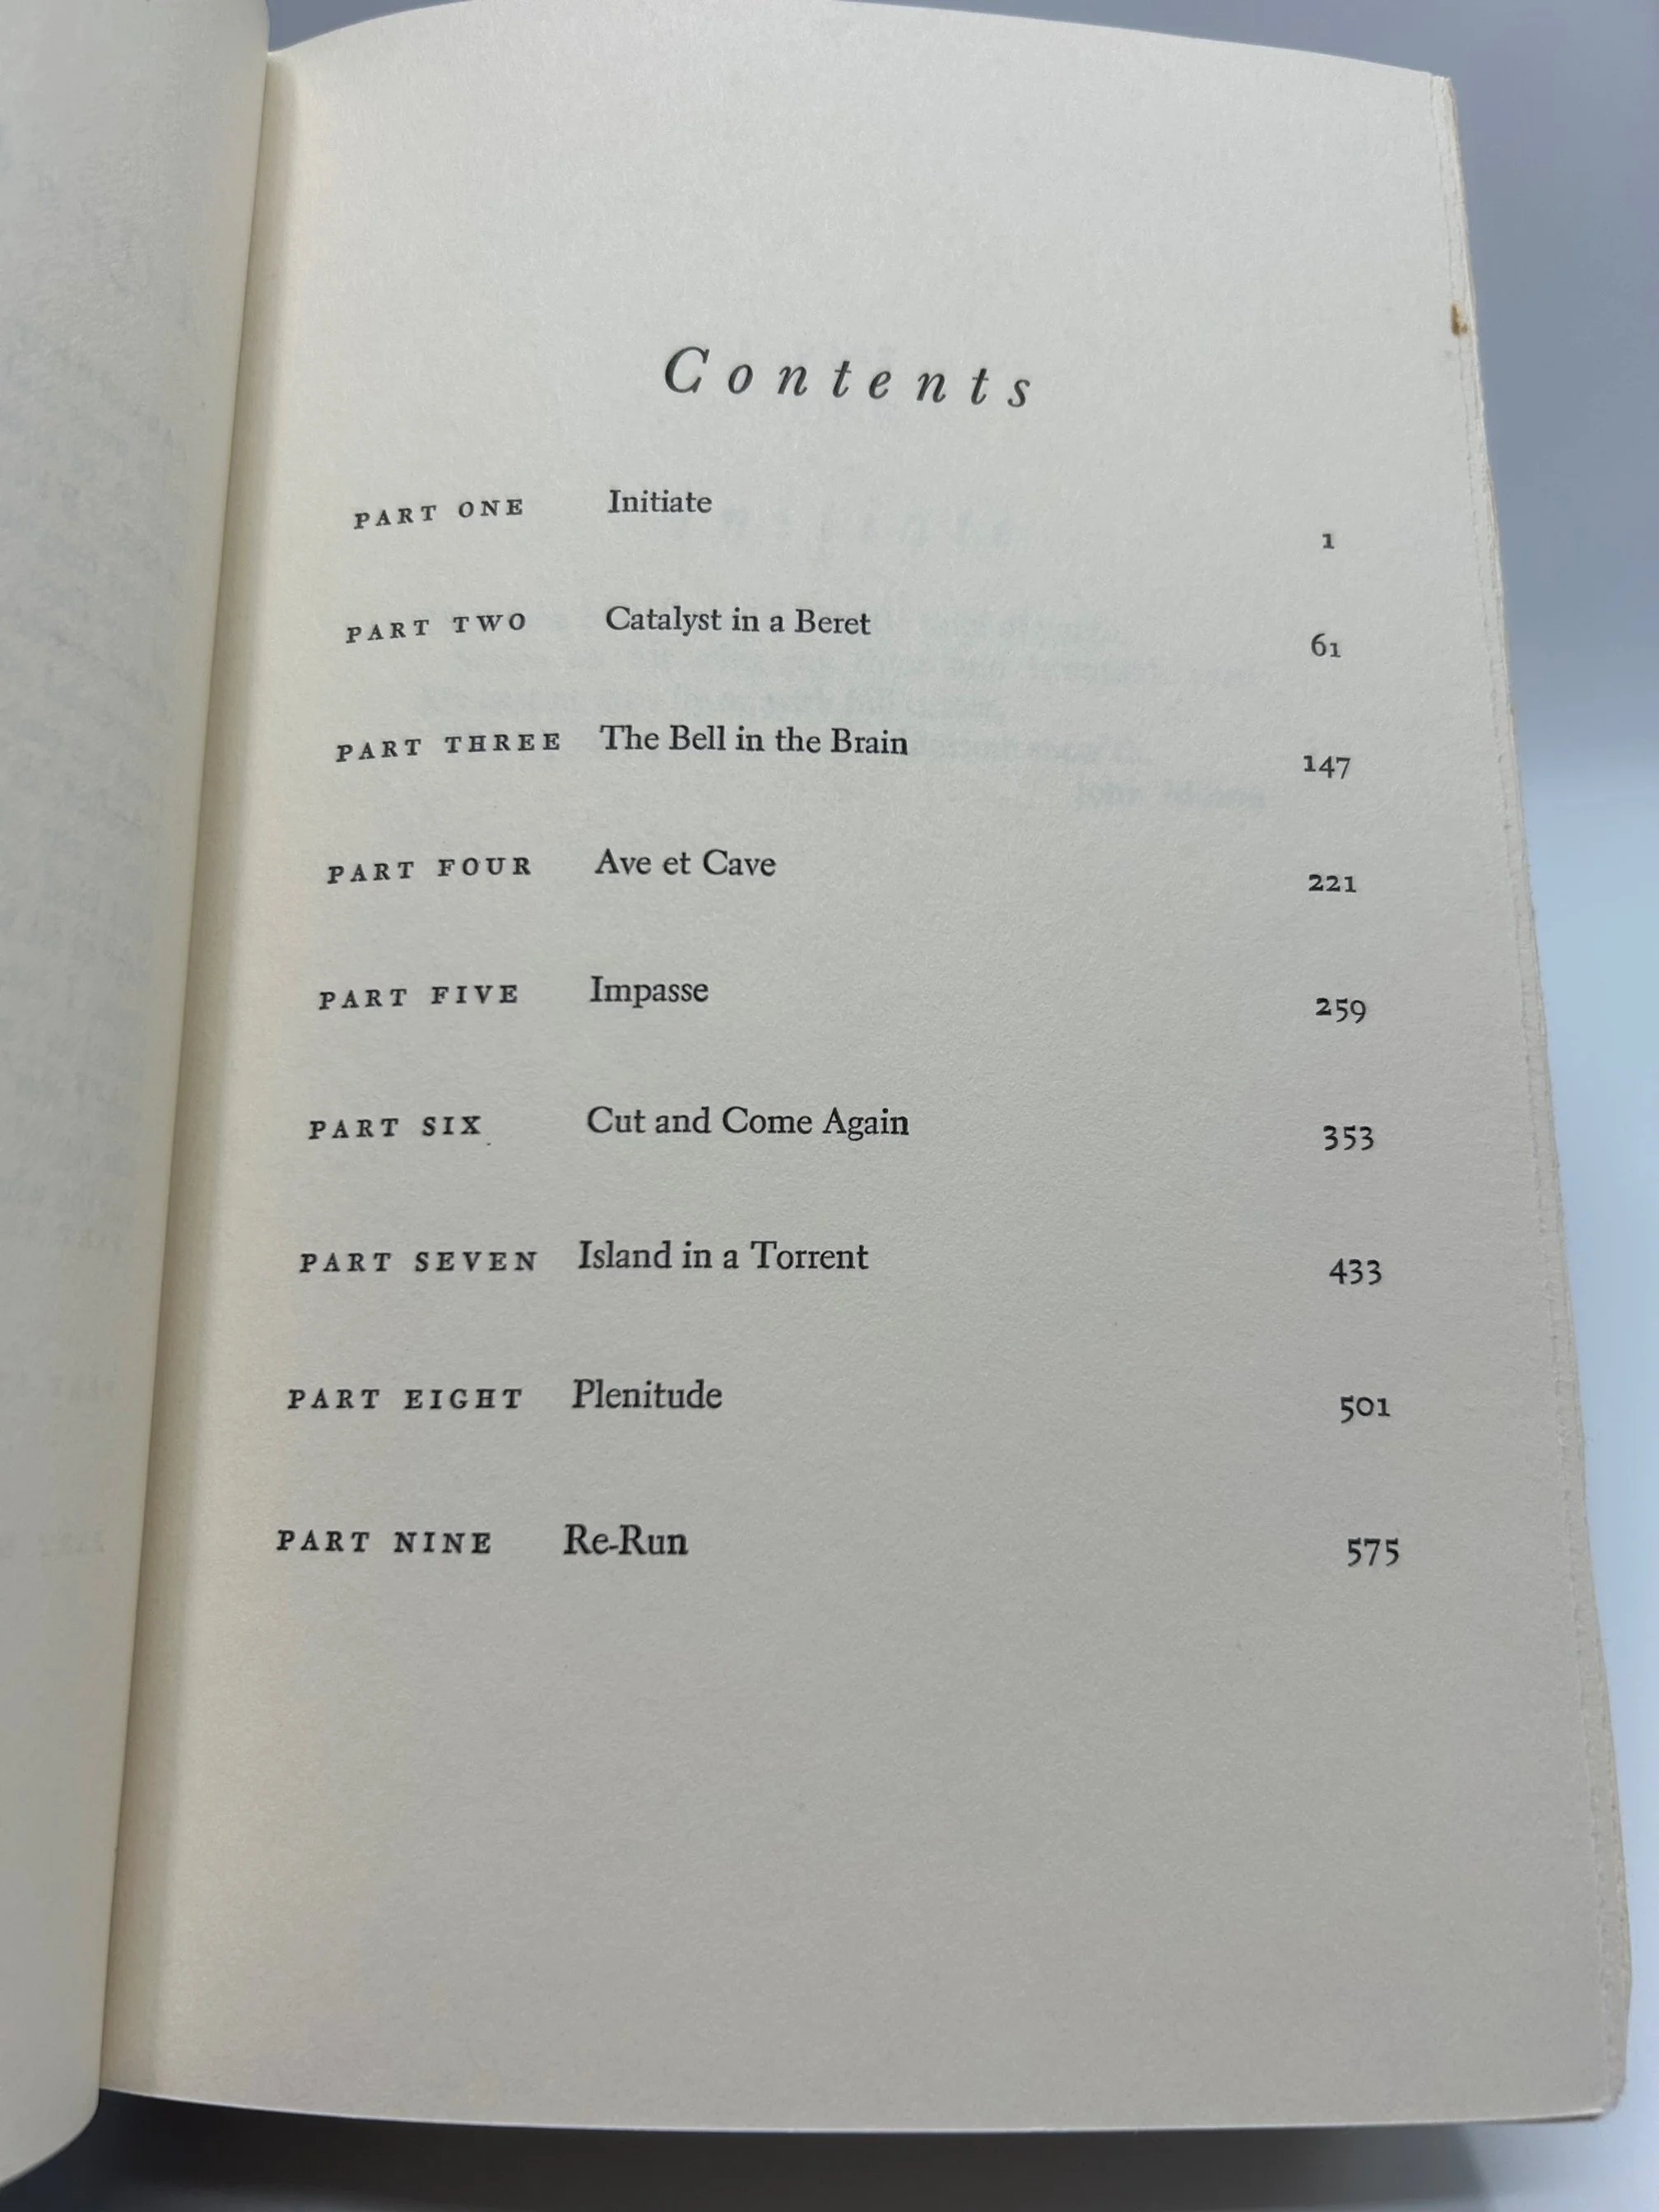 Contents
PART ONE Initiate 1
PART TWO Catalyst in a Beret 61
PART THREE The Bell in the Brain 147
PART FOUR Ave et Cave 221
PART FIVE Impasse 259
PART SIX Cut and Come Again 353
PART SEVEN Island in a Torrent 433
PART EIGHT Plenitude 501
PART NINE Re-Run 575